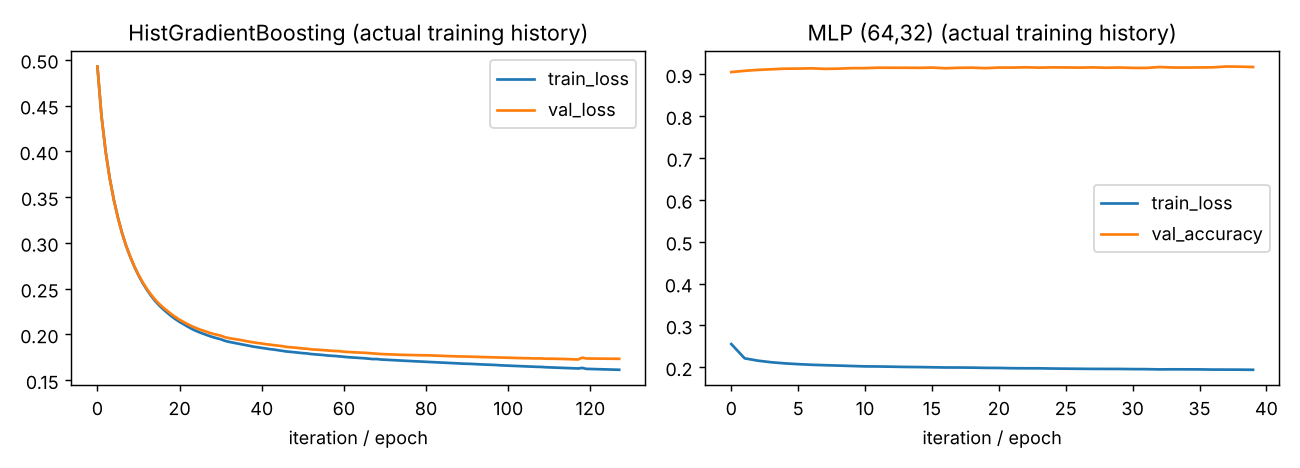 HistGradientBoosting (actual training history)
0.50
0.45
0.40
0.35
0.30
0.25
0.20
0.15
train_loss
val_loss
0 20 40 60 80 100 120
iteration / epoch
MLP (64,32) (actual training history)
0.9
0.8
0.7
0.6
0.5
0.4
0.3
0.2
train_loss
val_accuracy
0 5 10 15 20 25 30 35 40
iteration / epoch